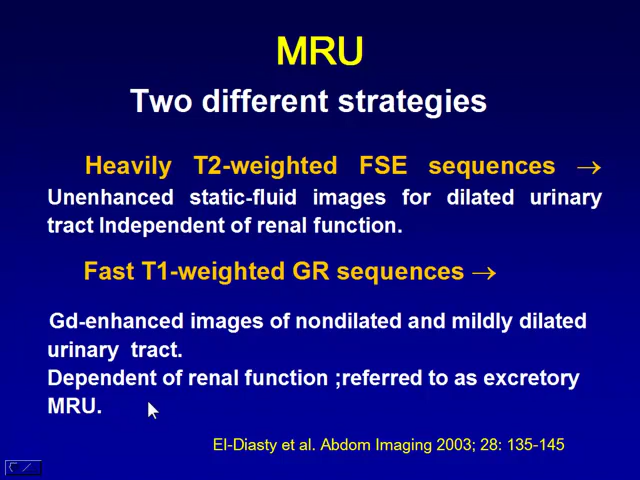 MRU
Two different strategies
Heavily T2-weighted FSE sequences →
Unenhanced static-fluid images for dilated urinary
tract Independent of renal function.
Fast T1-weighted GR sequences →
Gd-enhanced images of nondilated and mildly dilated
urinary tract.
Dependent of renal function ;referred to as excretory
MRU.
El-Diasty et al. Abdom Imaging 2003; 28: 135-145